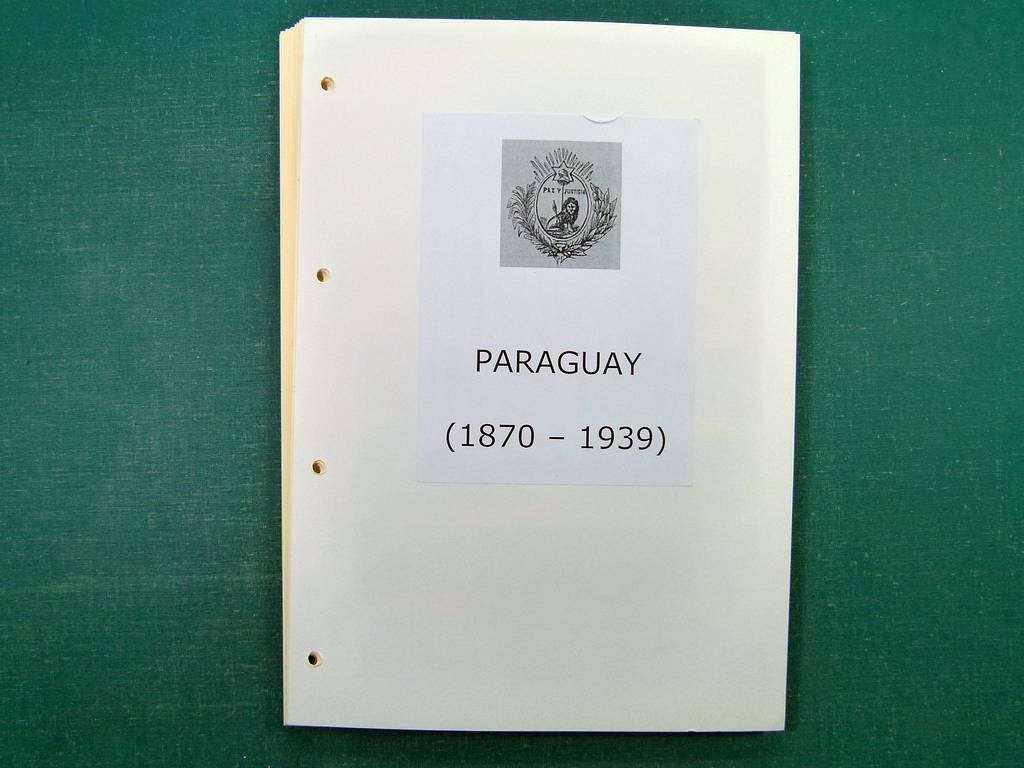 PAZ Y JUSTICIA
PARAGUAY
(1870 – 1939)